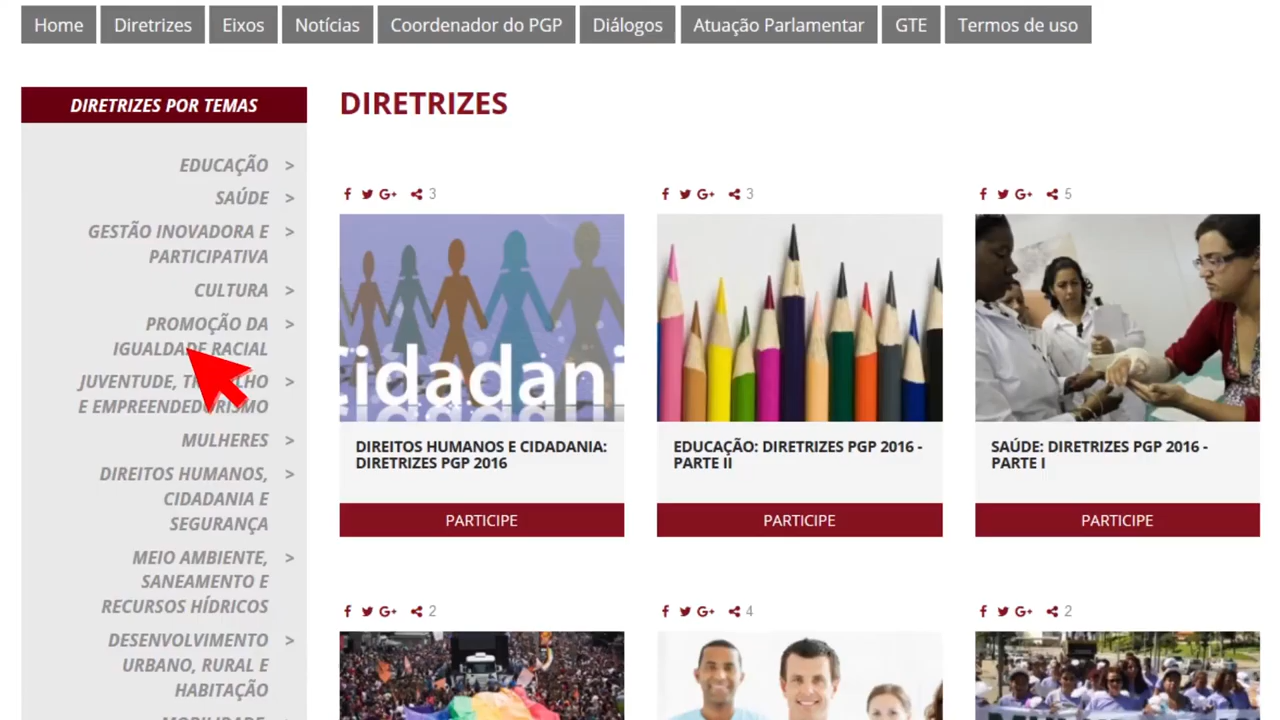 Home Diretrizes Eixos Notícias Coordenador do PGP Diálogos Atuação Parlamentar GTE Termos de uso
DIRETRIZES POR TEMAS
EDUCAÇÃO >
SAÚDE >
GESTÃO INOVADORA E >
PARTICIPATIVA
CULTURA >
PROMOÇÃO DA >
IGUALDADE RACIAL
JUVENTUDE, TRABALHO >
E EMPREENDEDORISMO
MULHERES >
DIREITOS HUMANOS, >
CIDADANIA E
SEGURANÇA
MEIO AMBIENTE, >
SANEAMENTO E
RECURSOS HÍDRICOS
DESENVOLVIMENTO >
URBANO, RURAL E
HABITAÇÃO
MOBILIDADE, >
DIRETRIZES
3
Cidadani
DIREITOS HUMANOS E CIDADANIA:
DIRETRIZES PGP 2016
PARTICIPE
3
EDUCAÇÃO: DIRETRIZES PGP 2016 -
PARTE II
PARTICIPE
5
SAÚDE: DIRETRIZES PGP 2016 -
PARTE I
PARTICIPE
2
4
2